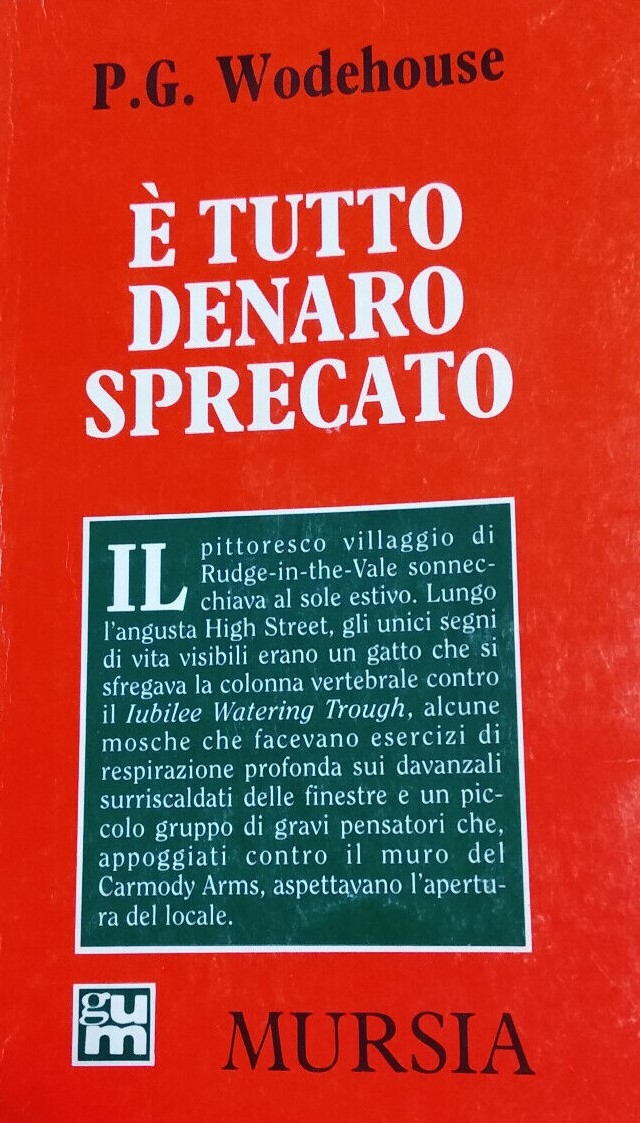 P.G. Wodehouse
È TUTTO
DENARO
SPRECATO
IL pittoresco villaggio di
Rudge-in-the-Vale sonnec-
chiava al sole estivo. Lungo
l'angusta High Street, gli unici segni
di vita visibili erano un gatto che si
sfregava la colonna vertebrale contro
il Iubilee Watering Trough, alcune
mosche che facevano esercizi di
respirazione profonda sui davanzali
surriscaldati delle finestre e un pic-
colo gruppo di gravi pensatori che,
appoggiati contro il muro del
Carmody Arms, aspettavano l'apertu-
ra del locale.
gum
MURSIA